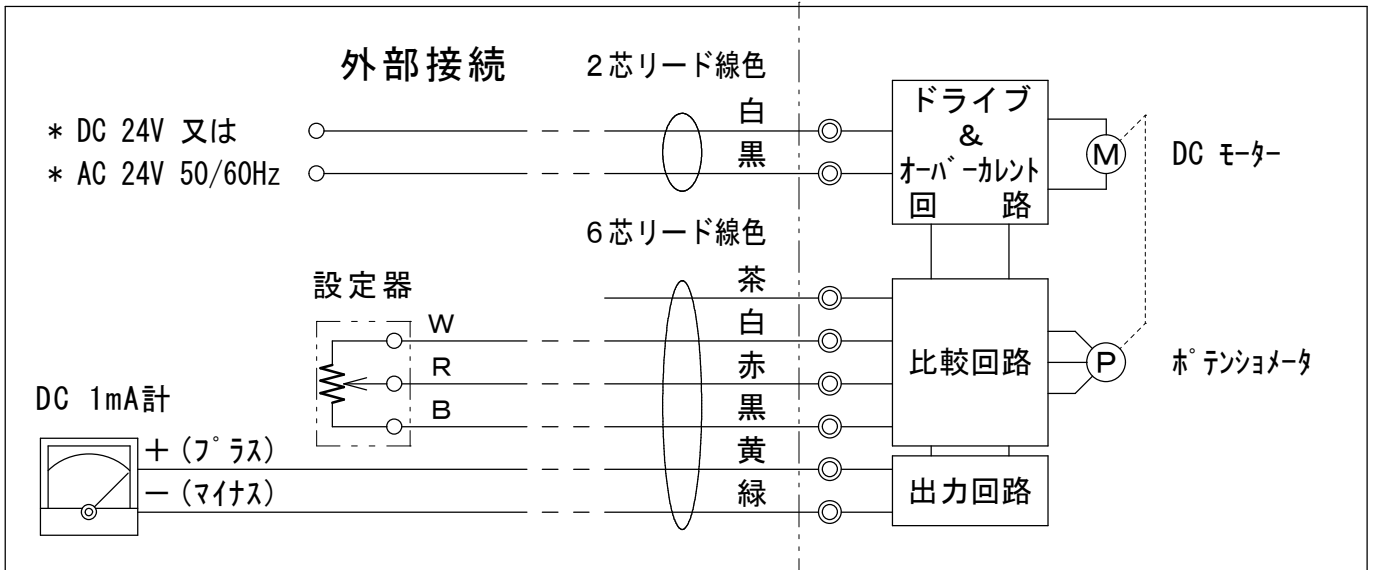 外部接続
2芯リード線色
* DC 24V 又は
* AC 24V 50/60Hz
白
黒
ドライブ
&
ｵｰﾊﾞｰｶﾚﾝﾄ
回 路
M
DC ﾓｰﾀｰ
6芯リード線色
茶
白
赤
黒
黄
緑
設定器
W
R
B
比較回路
P
ﾎﾟﾃﾝｼｮﾒｰﾀ
DC 1mA計
+(ﾌﾟﾗｽ)
-(ﾏｲﾅｽ)
出力回路